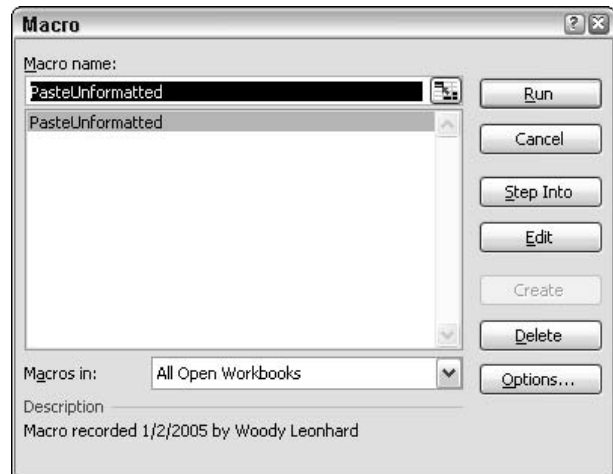 Macro
Macro name:
PasteUnformatted
PasteUnformatted
Run
Cancel
Step Into
Edit
Create
Delete
Options...
Macros in:
All Open Workbooks
Description
Macro recorded 1/2/2005 by Woody Leonhard